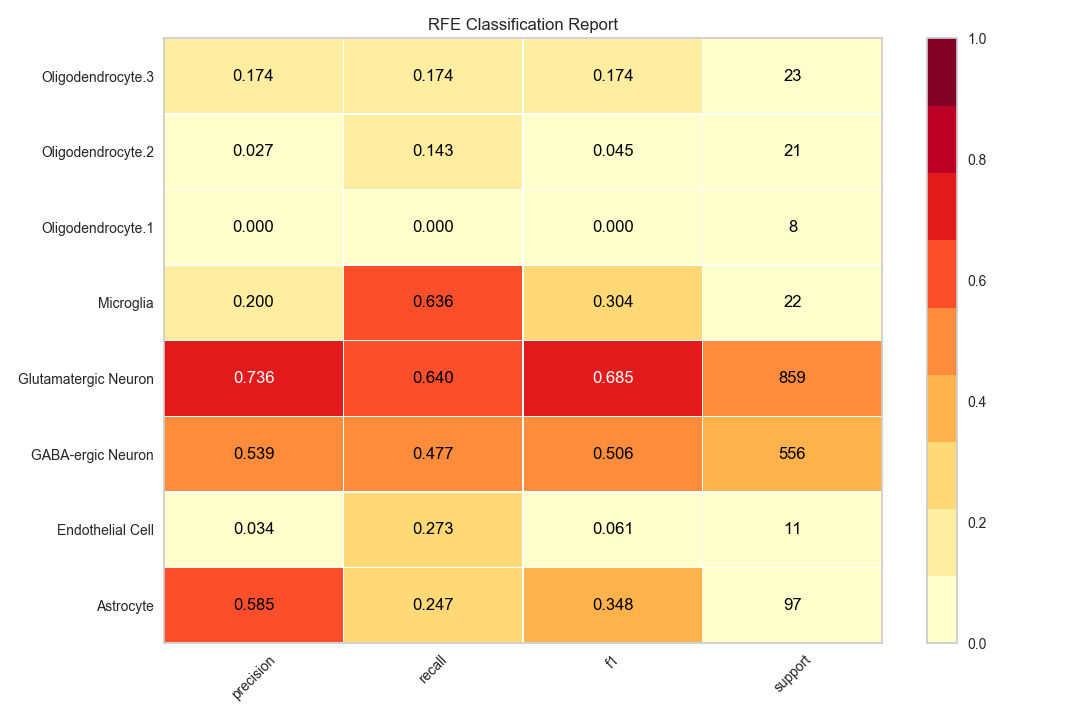 RFE Classification Report
Oligodendrocyte.3 0.174 0.174 0.174 23
Oligodendrocyte.2 0.027 0.143 0.045 21
Oligodendrocyte.1 0.000 0.000 0.000 8
Microglia 0.200 0.636 0.304 22
Glutamatergic Neuron 0.736 0.640 0.685 859
GABA-ergic Neuron 0.539 0.477 0.506 556
Endothelial Cell 0.034 0.273 0.061 11
Astrocyte 0.585 0.247 0.348 97
precision recall f1 support
1.0
0.8
0.6
0.4
0.2
0.0